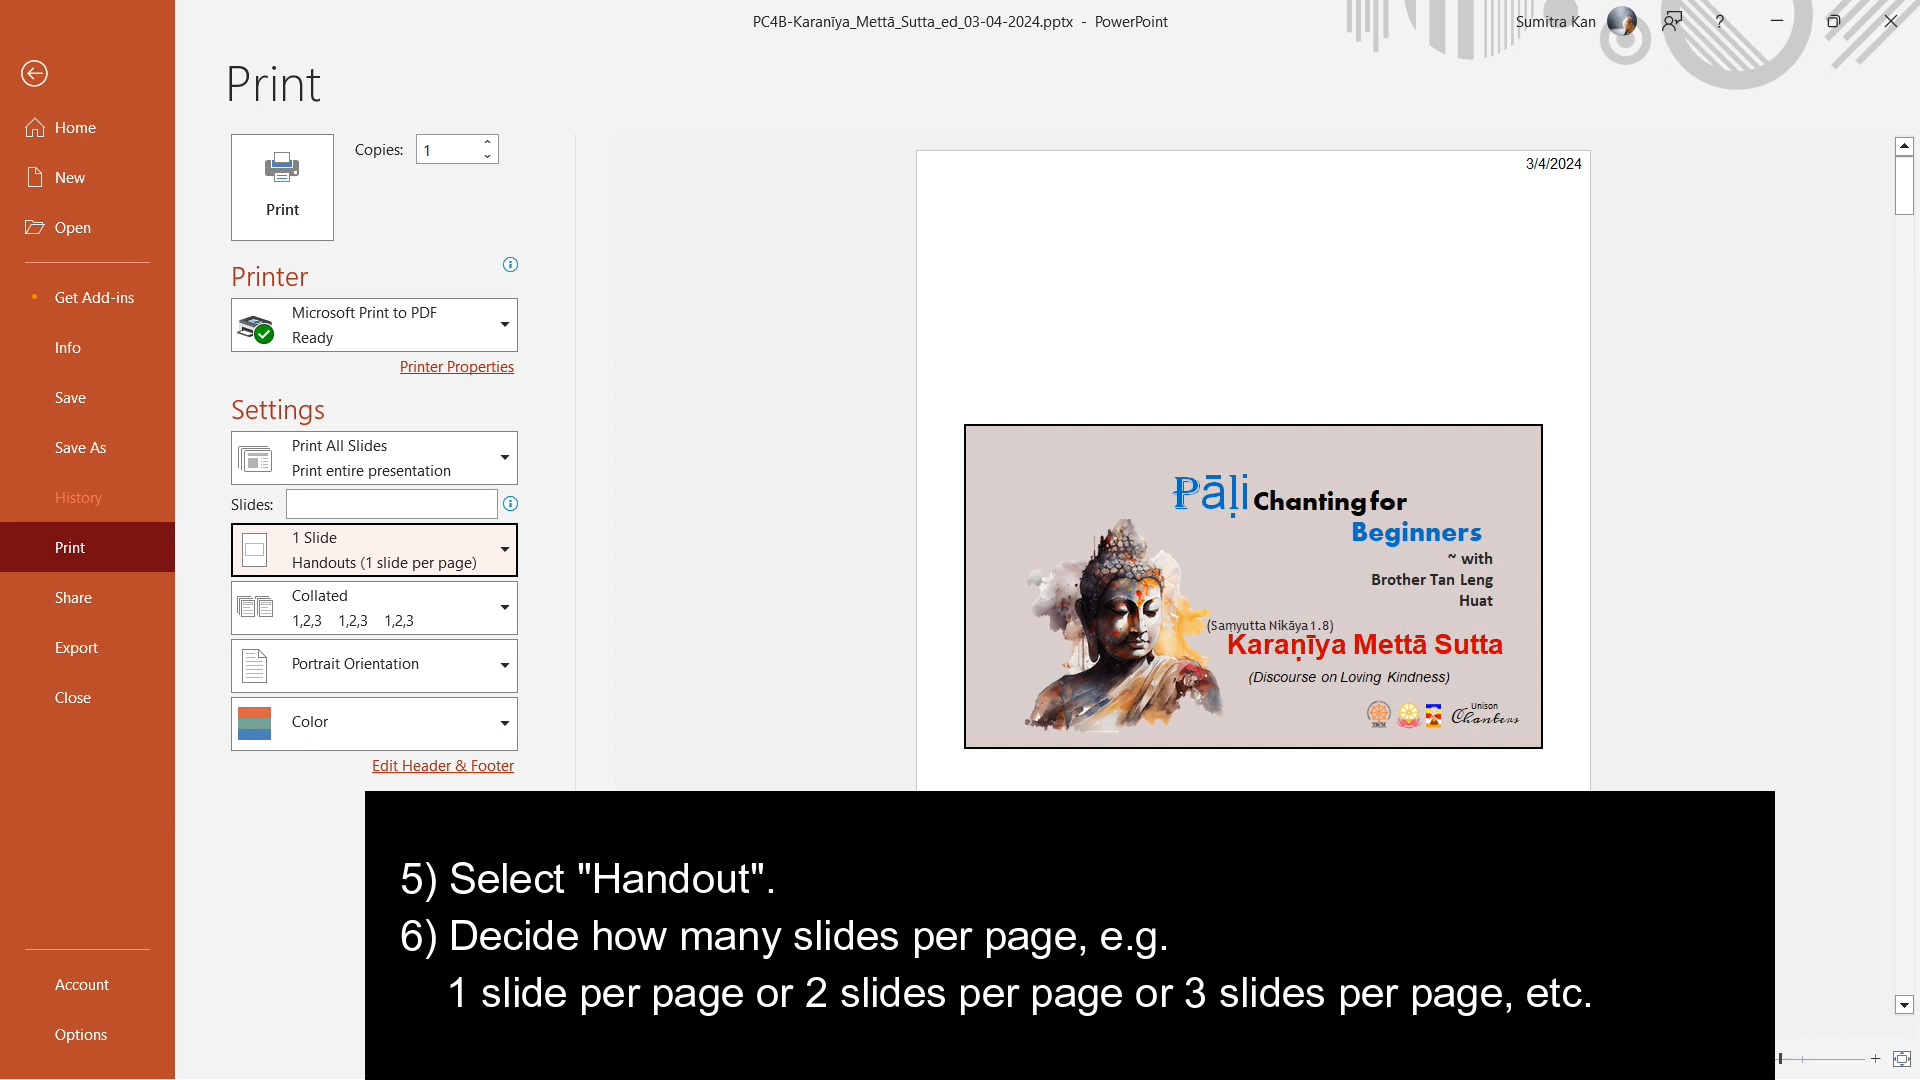 PC4B-Karanīya_Mettā_Sutta_ed_03-04-2024.pptx - PowerPoint
Sumitra Kan
?
Print
Home
New
Open
Get Add-ins
Info
Save
Save As
History
Print
Share
Export
Close
Account
Options
Print
Copies: 1
Printer
Microsoft Print to PDF
Ready
Printer Properties
Settings
Print All Slides
Print entire presentation
Slides:
1 Slide
Handouts (1 slide per page)
Collated
1,2,3 1,2,3 1,2,3
Portrait Orientation
Color
Edit Header & Footer
3/4/2024
Pāḷi Chanting for
Beginners
~ with
Brother Tan Leng
Huat
(Saṃyutta Nikāya 1.8)
Karaṇīya Mettā Sutta
(Discourse on Loving Kindness)
Unison
Chanters
5) Select "Handout".
6) Decide how many slides per page, e.g.
1 slide per page or 2 slides per page or 3 slides per page, etc.